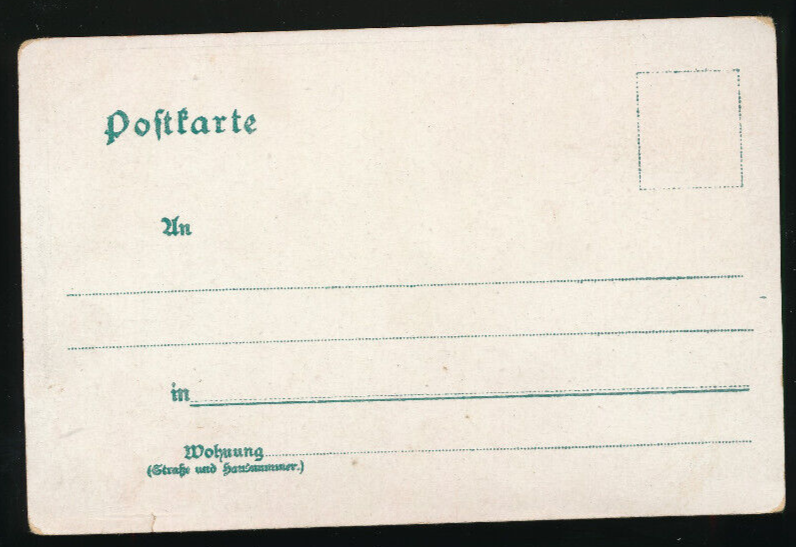 Postkarte
An
in
Wohnung
(Straße und Hausnummer.)